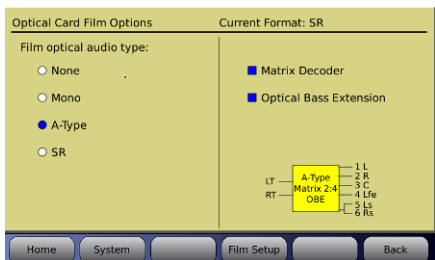 Optical Card Film Options
Current Format: SR
Film optical audio type:
None
Mono
A-Type
SR
Matrix Decoder
Optical Bass Extension
LT
RT
A-Type
Matrix 2:4
OBE
1 L
2 R
3 C
4 Lfe
5 Ls
6 Rs
Home
System
Film Setup
Back